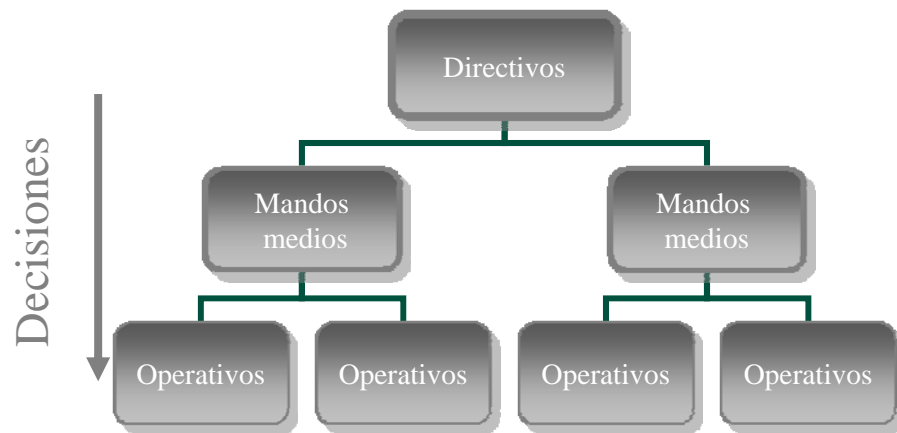 Directivos
Decisiones
Mandos
medios
Mandos
medios
Operativos
Operativos
Operativos
Operativos